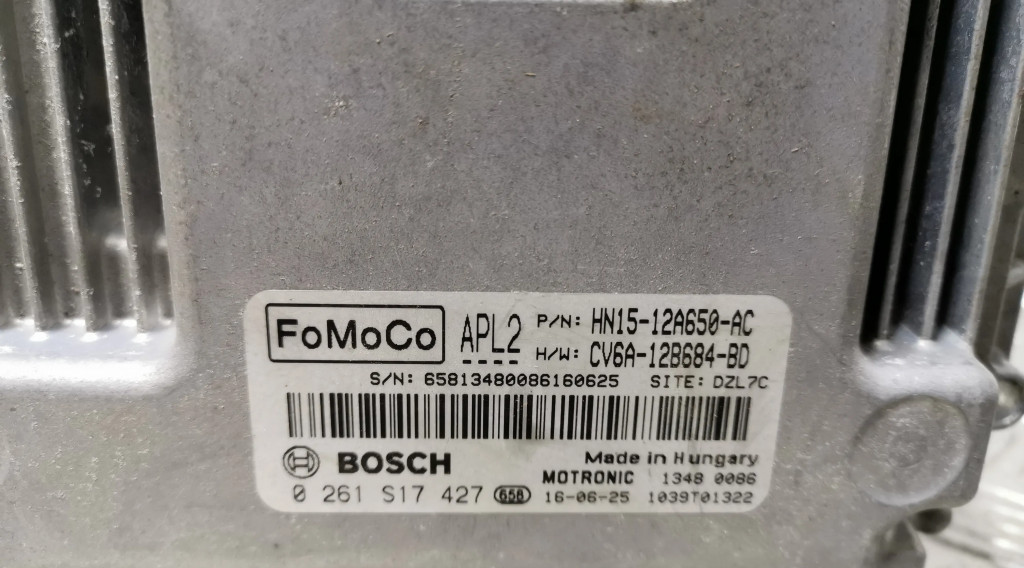 FoMoCo APL2 P/N: HN15-12A650-AC
H/W: CV6A-12B684-BD
S/N: 65813480086160625 SITE: DZL7C
BOSCH Made in Hungary
MOTRONIC 1348 0086
0 261 S17 427 658 16-06-25 1039T01322